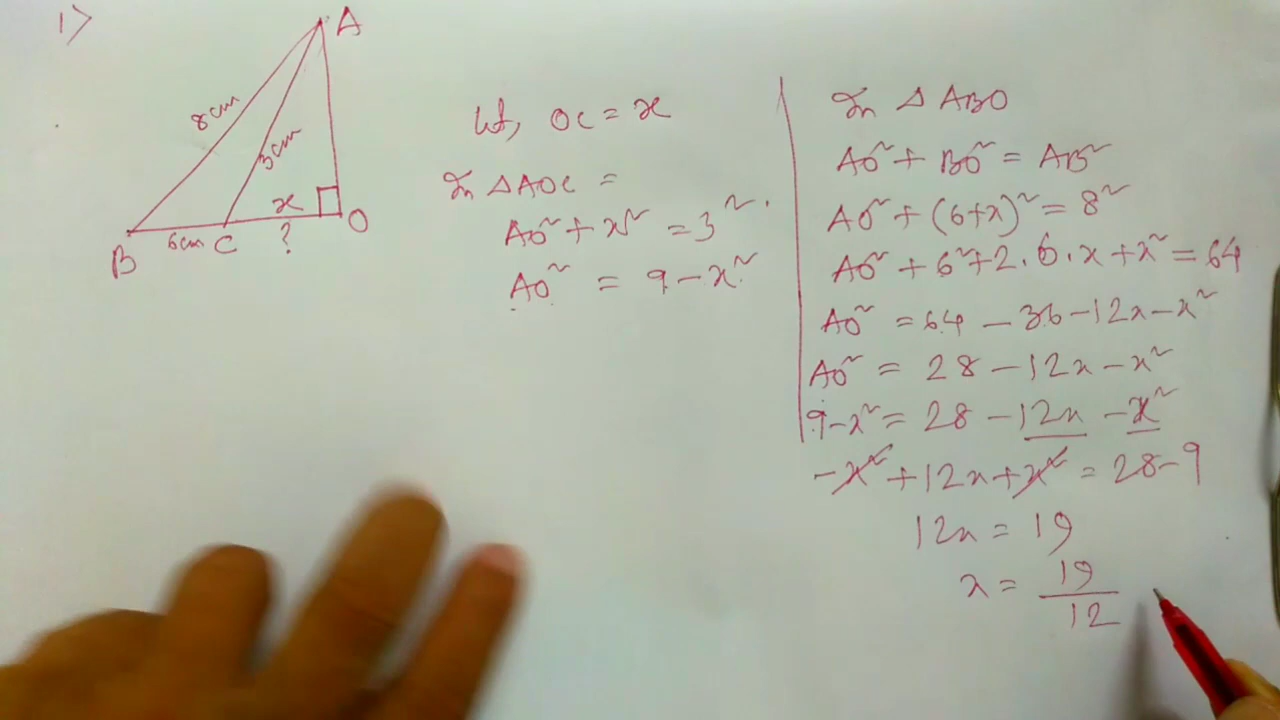 1)
A
8cm
3cm
x
B 6cm C ? O
Let, OC = x
In △AOC =
AO² + x² = 3².
AO² = 9 - x²
In △ABO
AO² + BO² = AB²
AO² + (6+x)² = 8²
AO² + 6² + 2.6.x + x² = 64
AO² = 64 - 36 - 12x - x²
AO² = 28 - 12x - x²
9 - x² = 28 - 12x - x²
- x² + 12x + x² = 28 - 9
12x = 19
x = 19/12